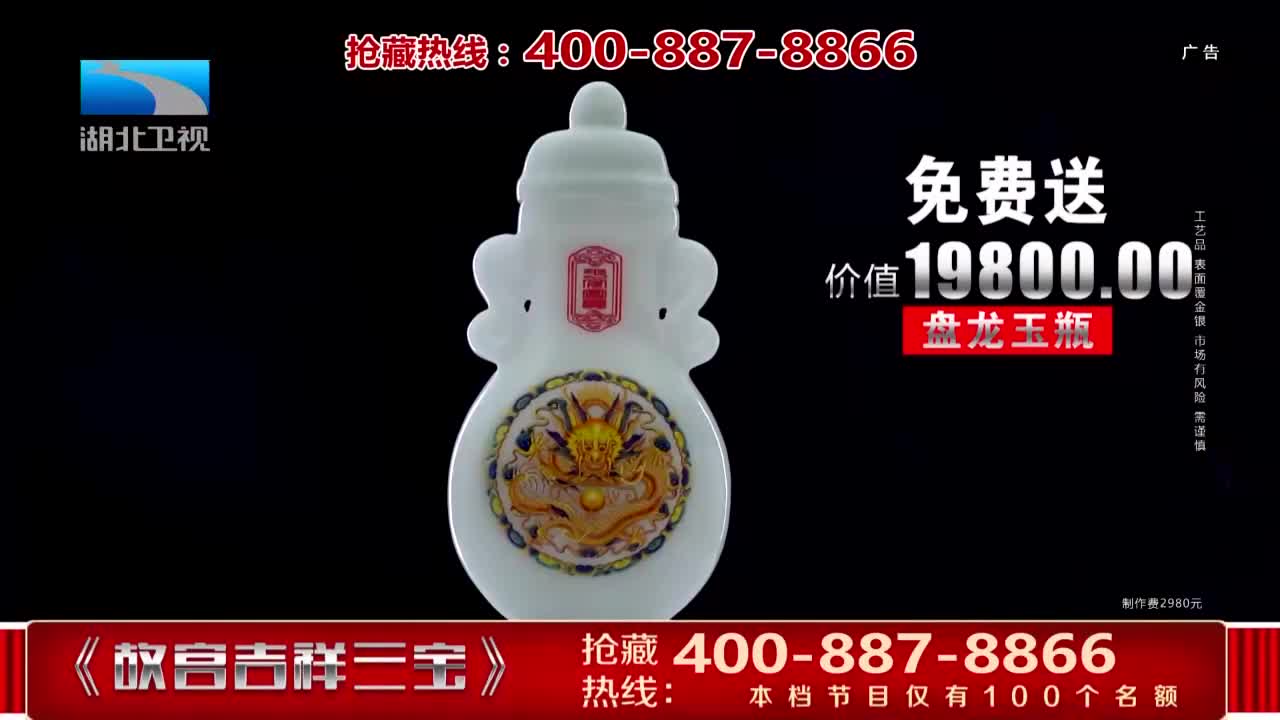 抢藏热线：400-887-8866
广告
湖北卫视
免费送
价值19800.00
盘龙玉瓶
工艺品 表面覆金银 市场有风险 需谨慎
制作费2980元
《故宫吉祥三宝》
抢藏热线：400-887-8866
本档节目仅有100个名额